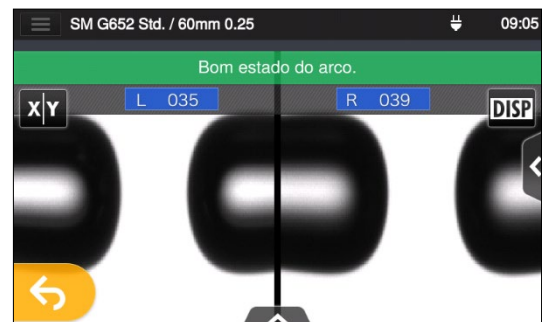 SM G652 Std. / 60mm 0.25 09:05
Bom estado do arco.
X|Y L 035 R 039 DISP